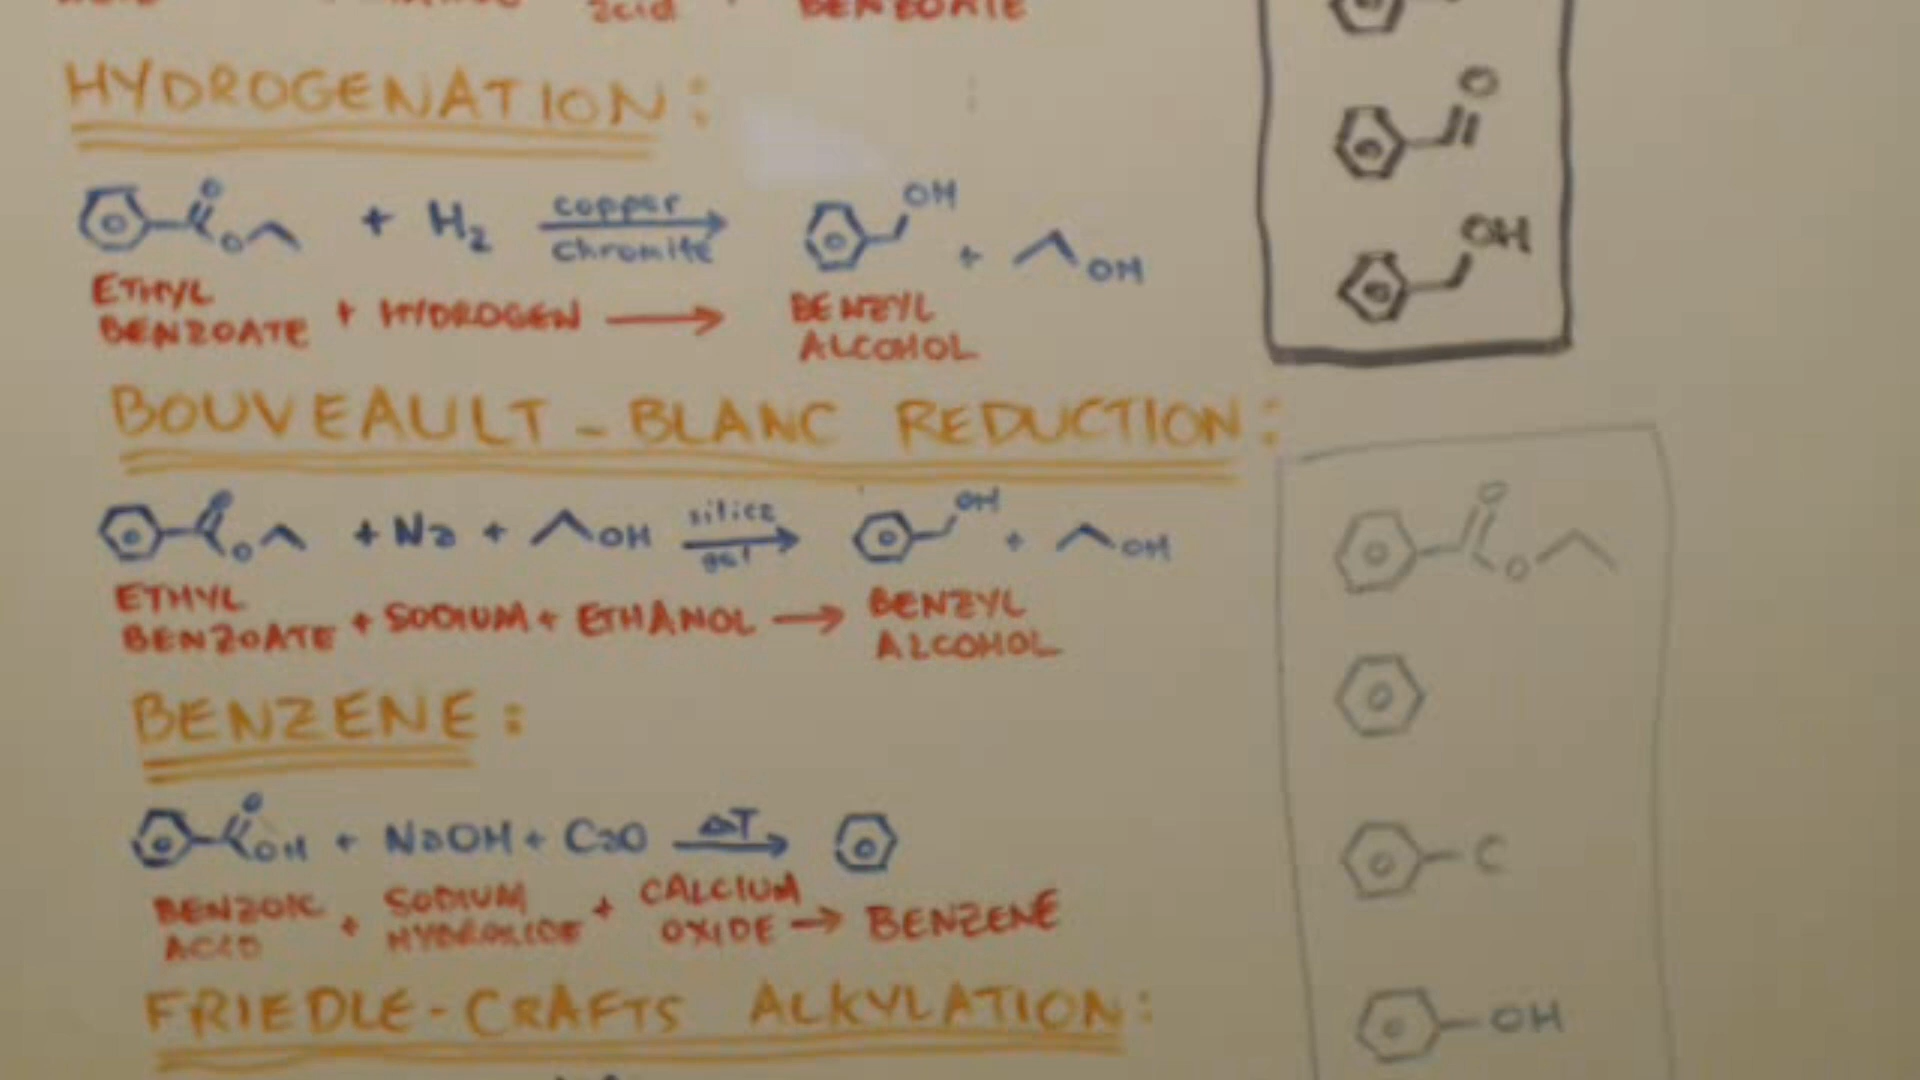 acid
BENZOATE
HYDROGENATION:
O
O + H2 copper chromite OH + OH
ETHYL BENZOATE + HYDROGEN → BENZYL ALCOHOL
BOUVEAULT - BLANC REDUCTION:
O
O + Na + OH silica gel OH + OH
ETHYL BENZOATE + SODIUM + ETHANOL → BENZYL ALCOHOL
BENZENE:
O
OH + NaOH + CaO ΔT
BENZOIC ACID + SODIUM HYDROXIDE + CALCIUM OXIDE → BENZENE
FRIEDLE-CRAFTS ALKYLATION:
O
OH
O
O
C
OH